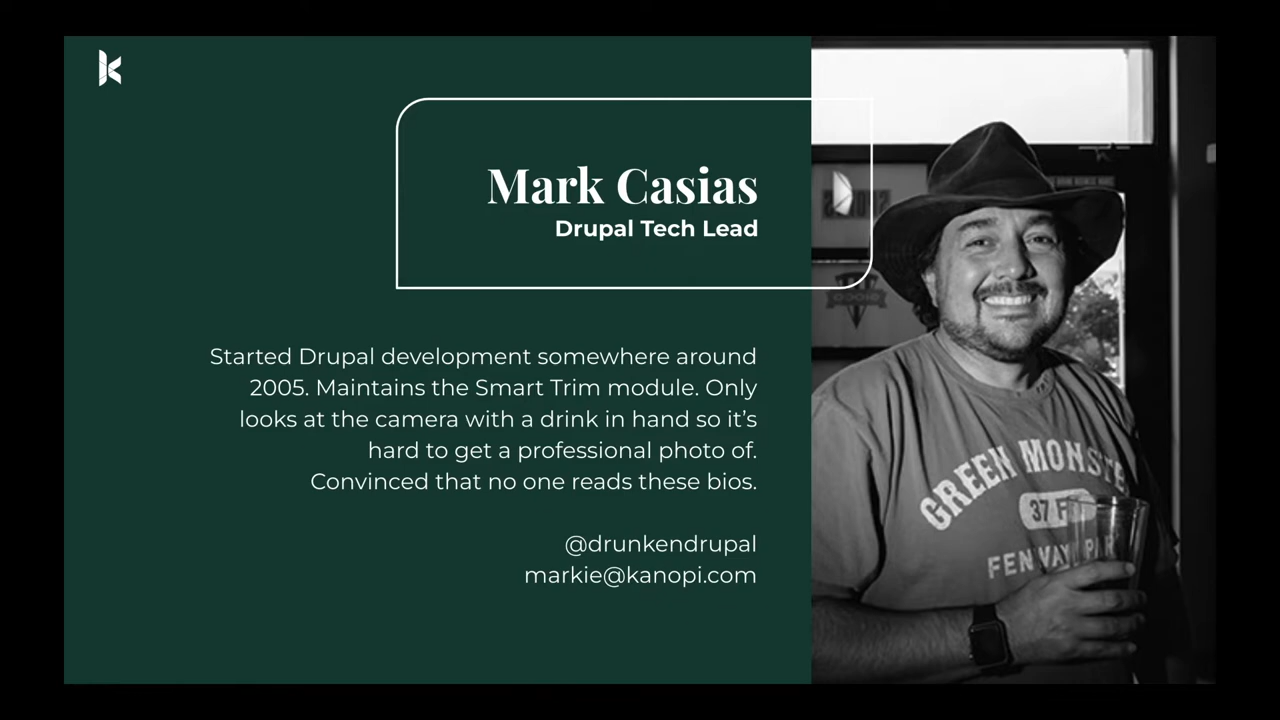 Mark Casias
Drupal Tech Lead
Started Drupal development somewhere around
2005. Maintains the Smart Trim module. Only
looks at the camera with a drink in hand so it's
hard to get a professional photo of.
Convinced that no one reads these bios.
@drunkendrupal
markie@kanopi.com
GREEN MONSTE
37 F
FENWAY PAR